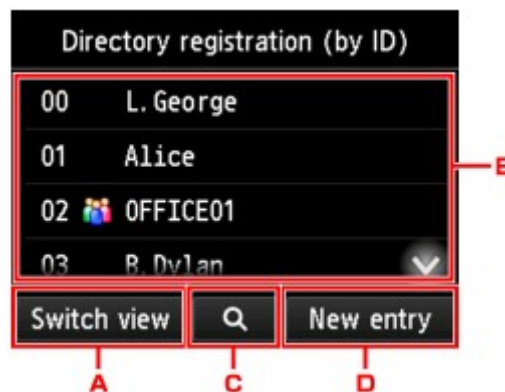 Directory registration (by ID)
00 L.George
01 Alice
02 OFFICE01
03 B.Dylan
B
Switch view New entry
A C D